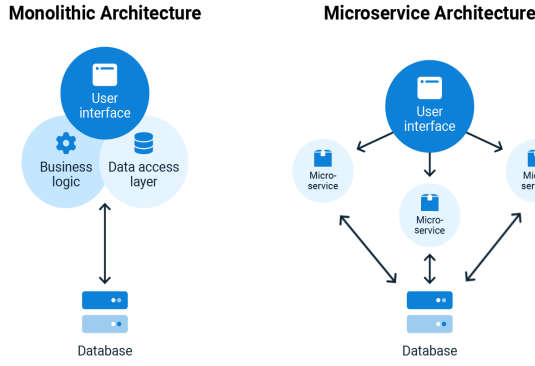 Monolithic Architecture
Microservice Architecture
User
interface
Business
logic
Data access
layer
Database
User
interface
Micro-
service
Micro-
service
Database